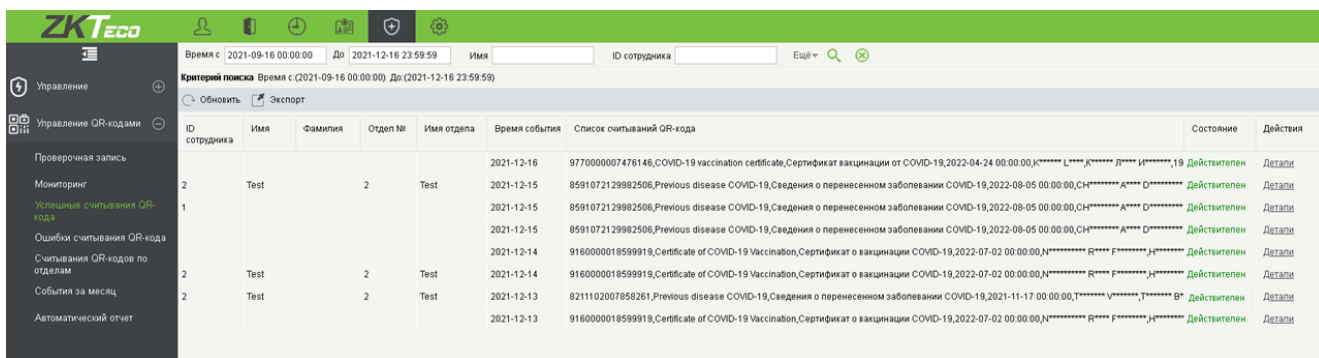 ZKTeco
Время с 2021-09-16 00:00:00 До 2021-12-16 23:59:59 Имя ID сотрудника Ещё
Критерий поиска Время с:(2021-09-16 00:00:00) До:(2021-12-16 23:59:59)
Обновить Экспорт
Управление
Управление QR-кодами
Проверочная запись
Мониторинг
Успешные считывания QR-
кода
Ошибки считывания QR-кода
Считывания QR-кодов по
отделам
События за месяц
Автоматический отчет
ID сотрудника Имя Фамилия Отдел № Имя отдела Время события Список считываний QR-кода Состояние Действия
2021-12-16 9770000007476146,COVID-19 vaccination certificate,Сертификат вакцинации от COVID-19,2022-04-24 00:00:00,K****** L****,К****** Л**** И*******,19 Действителен Детали
2 Test 2 Test 2021-12-15 8591072129982506,Previous disease COVID-19,Сведения о перенесенном заболевании COVID-19,2022-08-05 00:00:00,CH******** A**** D********* Действителен Детали
1 2021-12-15 8591072129982506,Previous disease COVID-19,Сведения о перенесенном заболевании COVID-19,2022-08-05 00:00:00,CH******** A**** D********* Действителен Детали
2021-12-15 8591072129982506,Previous disease COVID-19,Сведения о перенесенном заболевании COVID-19,2022-08-05 00:00:00,CH******** A**** D********* Действителен Детали
2021-12-14 9160000018599919,Certificate of COVID-19 Vaccination,Сертификат о вакцинации COVID-19,2022-07-02 00:00:00,N********** R**** F********,Н******** Действителен Детали
2 Test 2 Test 2021-12-14 9160000018599919,Certificate of COVID-19 Vaccination,Сертификат о вакцинации COVID-19,2022-07-02 00:00:00,N********** R**** F********,Н******** Действителен Детали
2 Test 2 Test 2021-12-13 8211102007858261,Previous disease COVID-19,Сведения о перенесенном заболевании COVID-19,2021-11-17 00:00:00,T******* V*******,Т******* В* Действителен Детали
2021-12-13 9160000018599919,Certificate of COVID-19 Vaccination,Сертификат о вакцинации COVID-19,2022-07-02 00:00:00,N********** R**** F********,Н******** Действителен Детали